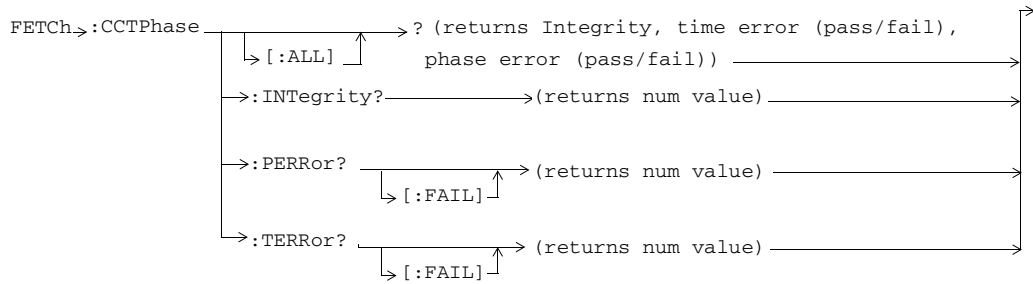 FETCh :CCTPhase ? (returns Integrity, time error (pass/fail),
[:ALL] phase error (pass/fail))
:INTegrity? (returns num value)
:PERRor? (returns num value)
[:FAIL]
:TERRor? (returns num value)
[:FAIL]